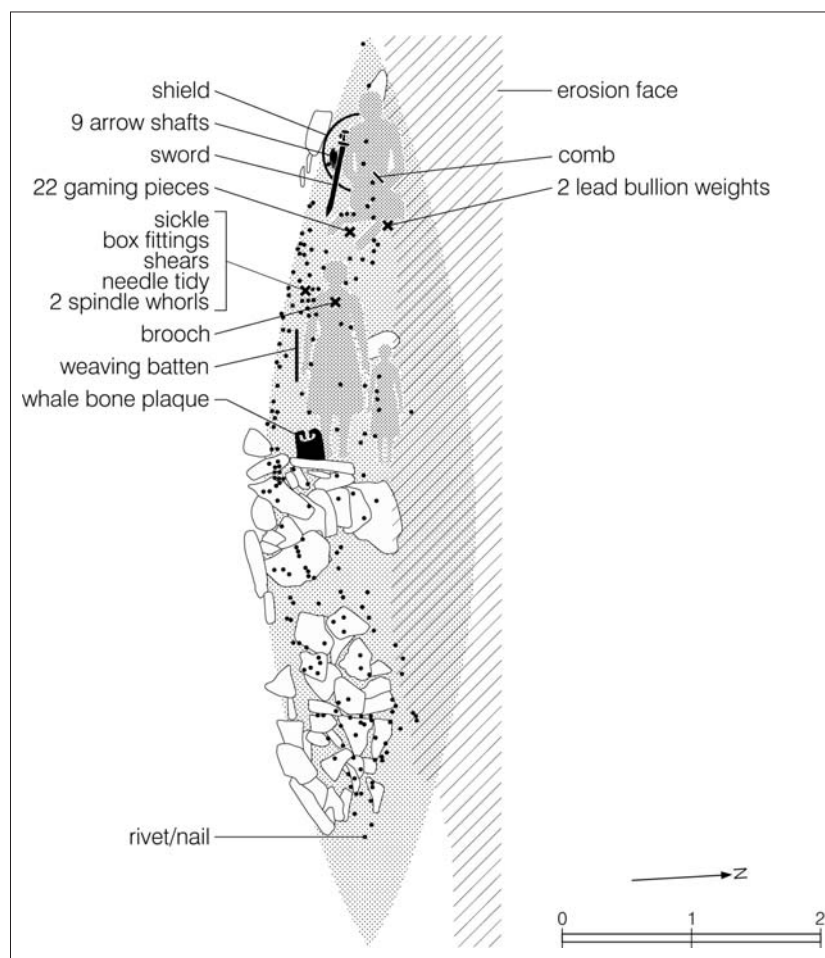 shield
erosion face
9 arrow shafts
sword
comb
22 gaming pieces
2 lead bullion weights
sickle
box fittings
shears
needle tidy
2 spindle whorls
brooch
weaving batten
whale bone plaque
rivet/nail
N
0 1 2